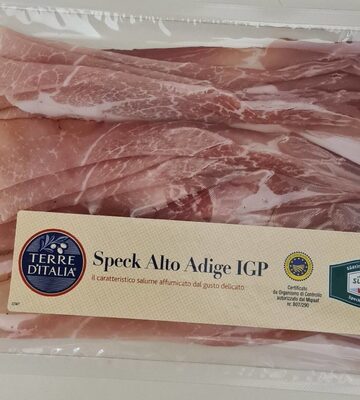 TERRE
D'ITALIA
Speck Alto Adige IGP
il caratteristico salume affumicato dal gusto delicato
Certificato
da Organismo di Controllo
autorizzato dal Mipaaf